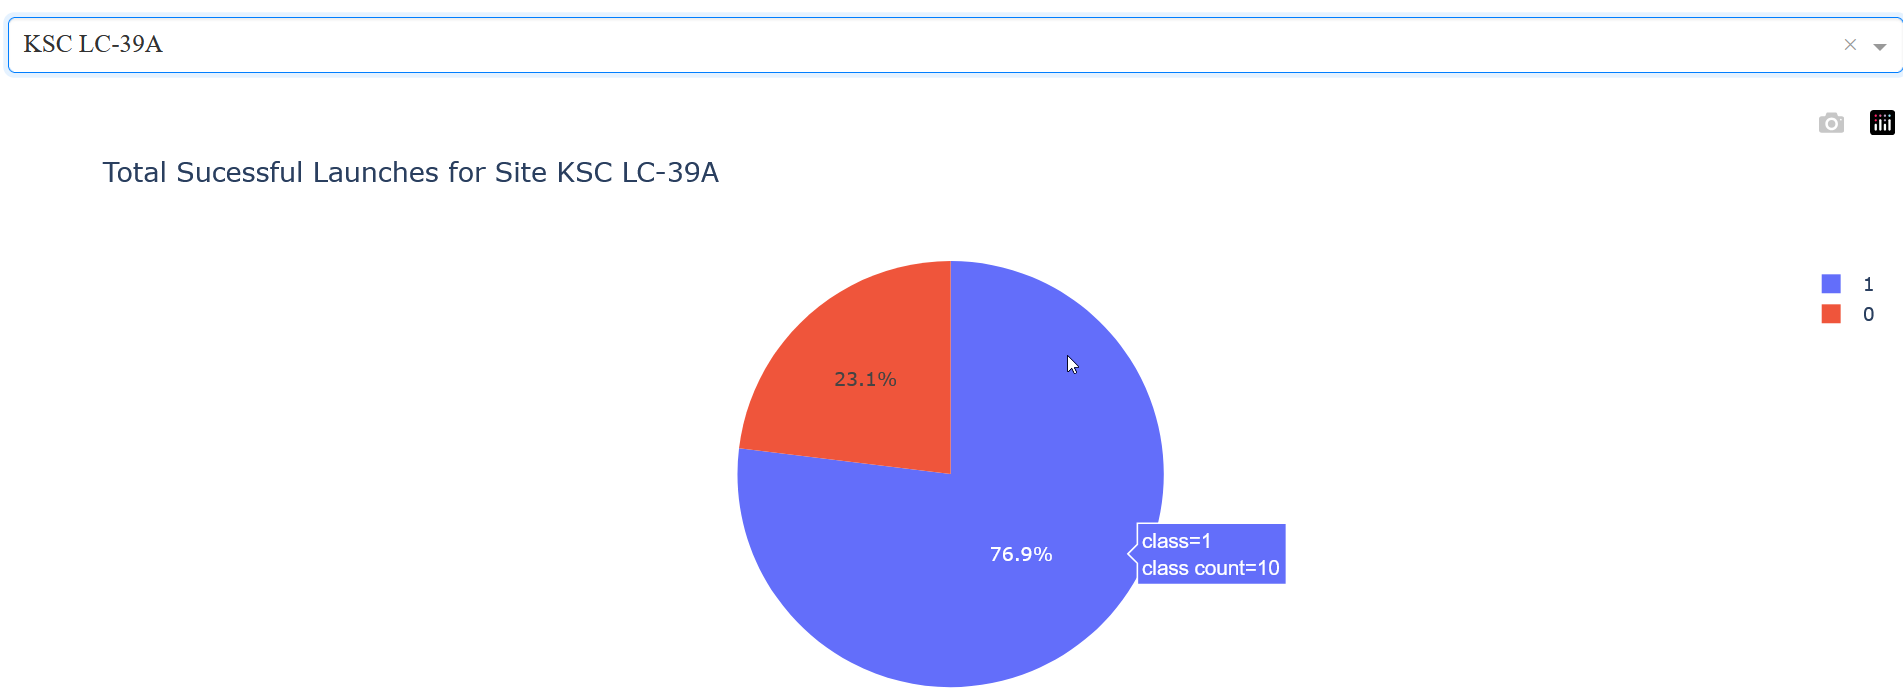 KSC LC-39A
Total Sucessful Launches for Site KSC LC-39A
1
0
23.1%
76.9%
class=1
class count=10